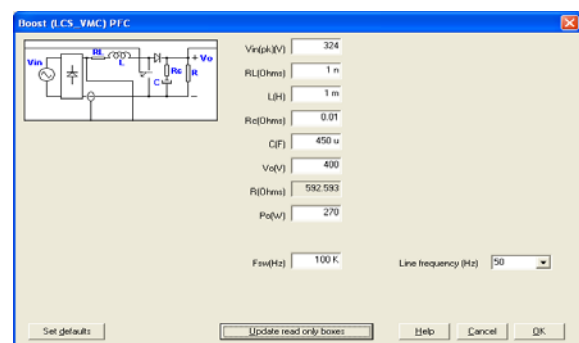 Boost (LCS_VMC) PFC
Vin
RL
L
+ Vo
Rc
R
C
−
Vin(pk)(V) 324
RL(Ohms) 1 n
L(H) 1 m
Rc(Ohms) 0.01
C(F) 450 u
Vo(V) 400
R(Ohms) 592.593
Po(W) 270
Fsw(Hz) 100 K
Line frequency (Hz) 50
Set defaults
Update read only boxes
Help
Cancel
OK